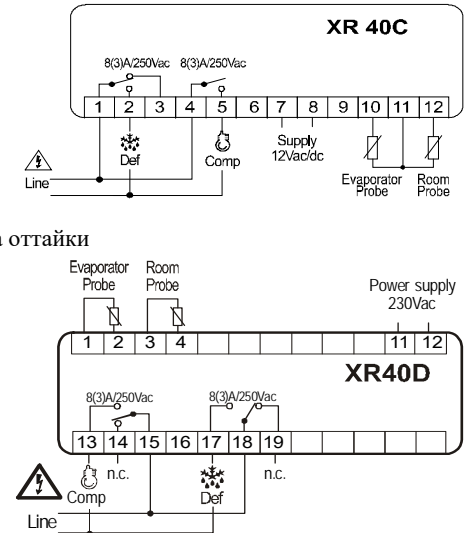 XR 40C
8(3)A/250Vac 8(3)A/250Vac
1 2 3 4 5 6 7 8 9 10 11 12
Def
Comp
Supply
12Vac/dc
Line
Evaporator
Probe
Room
Probe
оттайки
Evaporator
Probe
Room
Probe
Power supply
230Vac
1 2 3 4 11 12
XR40D
8(3)A/250Vac 8(3)A/250Vac
13 14 15 16 17 18 19
Comp
n.c.
Def
n.c.
Line